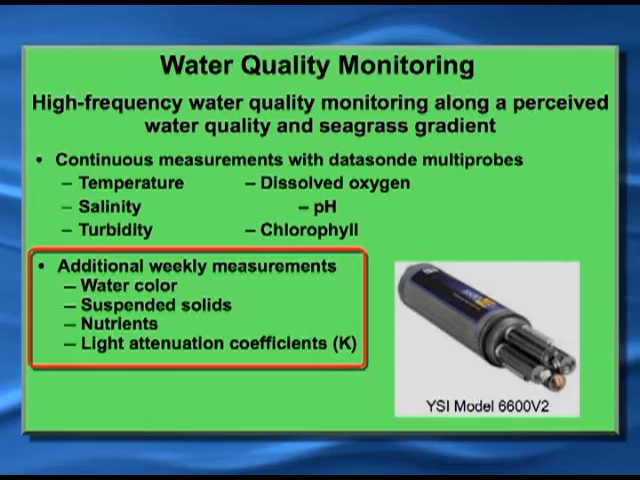 Water Quality Monitoring
High-frequency water quality monitoring along a perceived
water quality and seagrass gradient
• Continuous measurements with datasonde multiprobes
– Temperature – Dissolved oxygen
– Salinity – pH
– Turbidity – Chlorophyll
• Additional weekly measurements
– Water color
– Suspended solids
– Nutrients
– Light attenuation coefficients (K)
YSI Model 6600V2